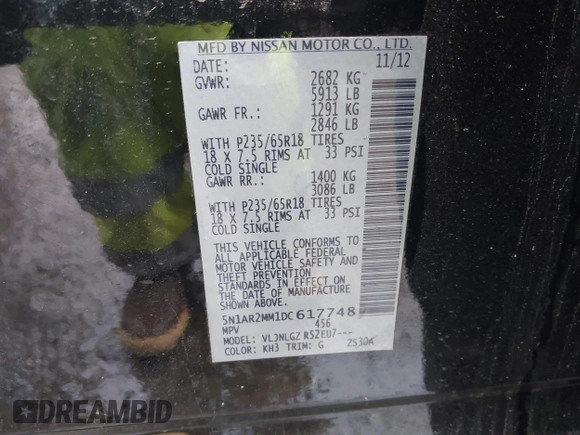 MFD BY NISSAN MOTOR CO., LTD.
DATE: 11/12
GVWR: 2682 KG
5913 LB
GAWR FR.: 1291 KG
2846 LB
WITH P235/65R18 TIRES
18 X 7.5 RIMS AT 33 PSI
COLD SINGLE
GAWR RR.: 1400 KG
3086 LB
WITH P235/65R18 TIRES
18 X 7.5 RIMS AT 33 PSI
COLD SINGLE
THIS VEHICLE CONFORMS TO
ALL APPLICABLE FEDERAL
MOTOR VEHICLE SAFETY AND
THEFT PREVENTION
STANDARDS IN EFFECT ON
THE DATE OF MANUFACTURE
SHOWN ABOVE.
5N1AR2MM1DC617748
MPV 456
MODEL: VLJNLGZ R52EU7---
COLOR: KH3 TRIM: G ZS30A
DREAMBID